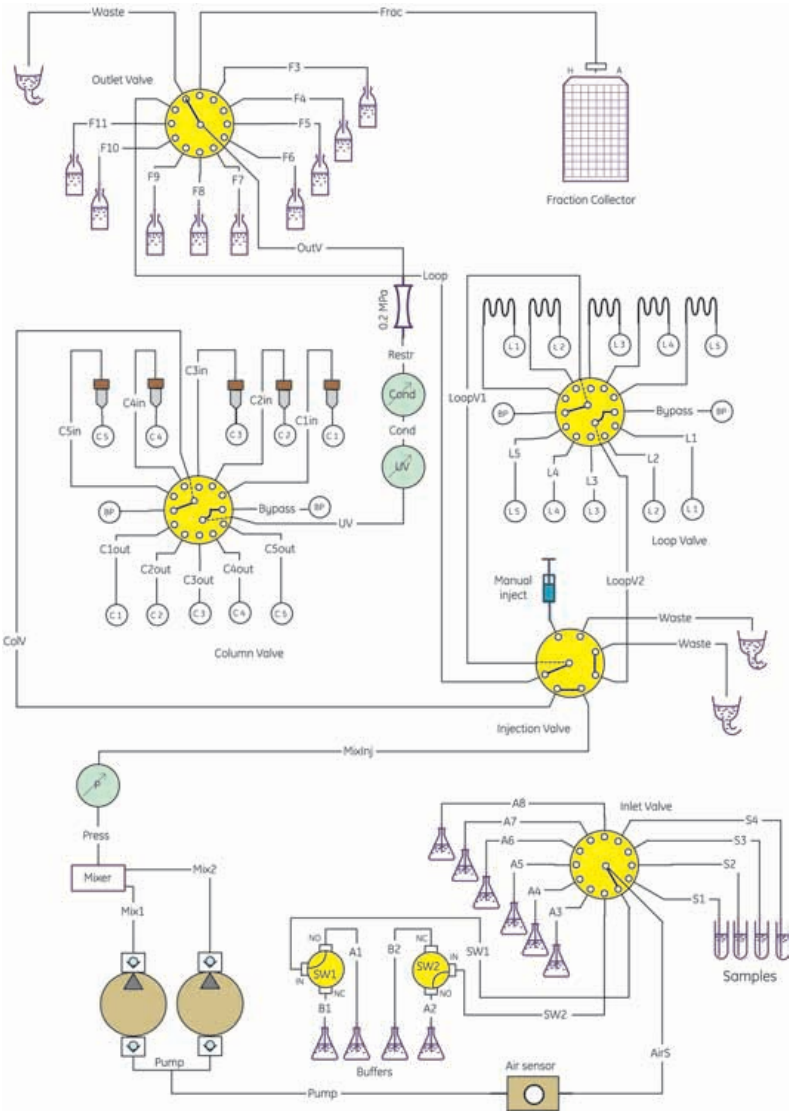 Waste
Frac
Outlet Valve
F3
H A
F4
F11
F5
F10
F6
F9
F8
F7
Fraction Collector
OutV
Loop
0.2 MPa
L1
L2
L3
L4
L5
Restr
C3in
LoopV1
Cond
C4in
C2in
BP
Bypass
BP
C5in
C1in
Cond
L5
L1
C5
C4
C3
C2
C1
L4
L2
UV
L3
BP
Bypass
BP
L5
L4
L3
L2
L1
UV
Loop Valve
C1out
C5out
C2out
C4out
C3out
Manual
inject
LoopV2
C1
C2
C3
C4
C5
Waste
ColV
Column Valve
Waste
Injection Valve
MixInj
P
A8
Inlet Valve
A7
S4
Press
A6
S3
Mixer
Mix2
A5
S2
A4
Mix1
A3
S1
NO
A1
B2
NC
SW1
IN
SW1
SW2
IN
Samples
NC
NO
B1
A2
SW2
Pump
Buffers
Air sensor
AirS
Pump